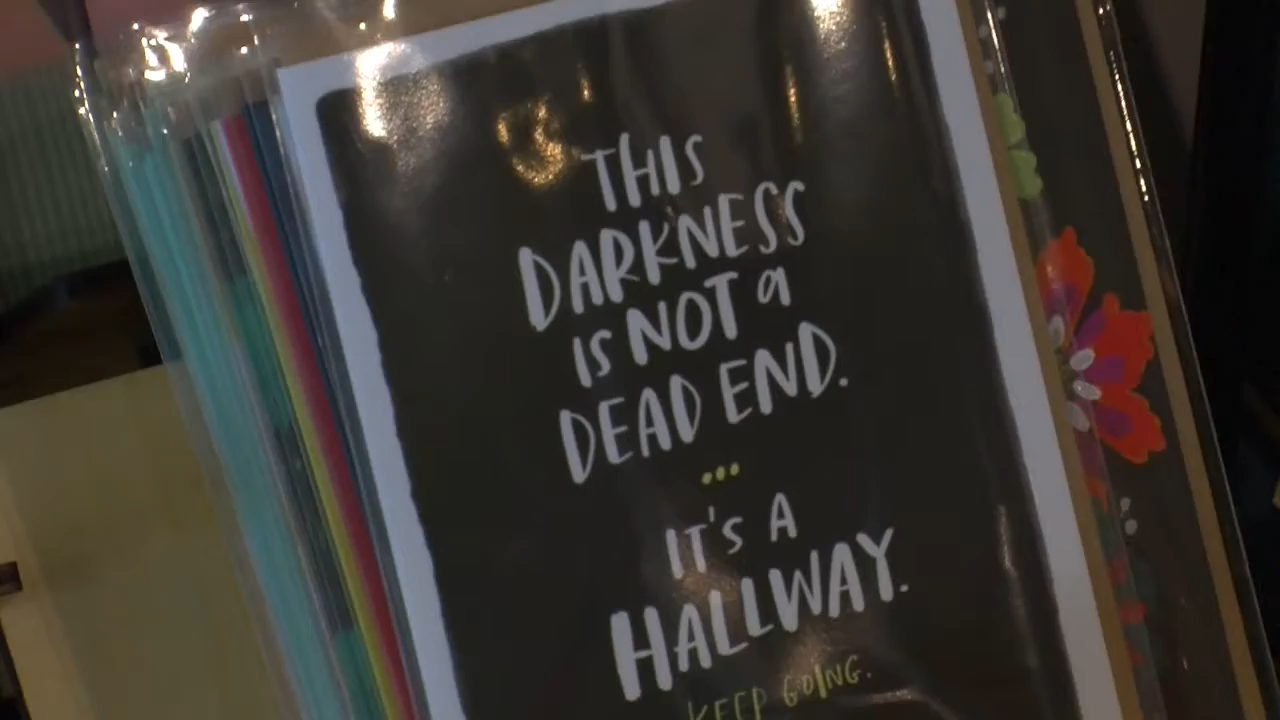 THIS
DARKNESS
IS NOT a
DEAD END.
...
IT'S A
HALLWAY.
KEEP GOING.